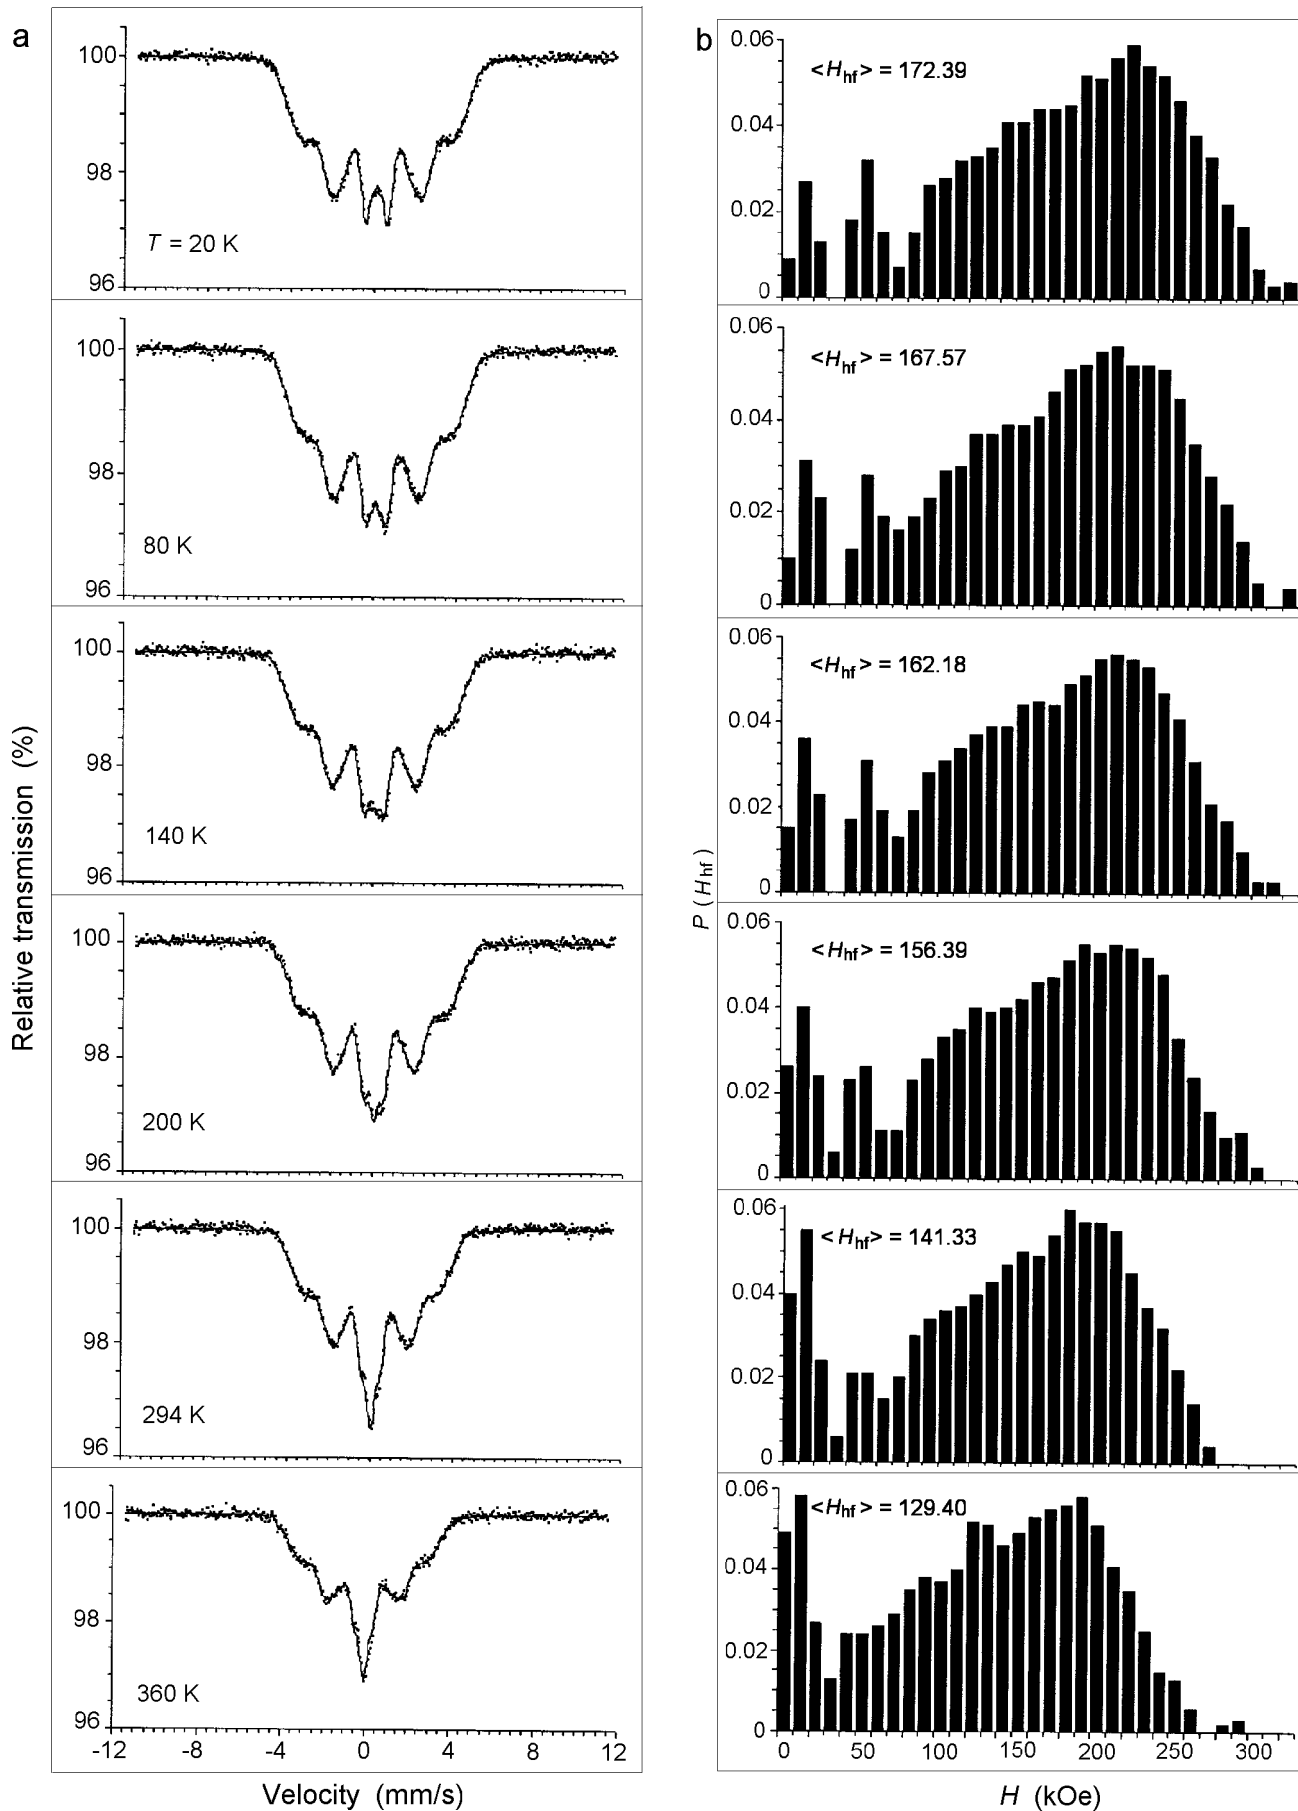 a
100
98
96
T = 20 K
100
98
96
80 K
100
98
96
140 K
100
98
96
200 K
100
98
96
294 K
100
98
96
360 K
-12 -8 -4 0 4 8 12
Relative transmission (%)
Velocity (mm/s)
b
0.06
0.04
0.02
0
<Hhf> = 172.39
0.06
0.04
0.02
0
<Hhf> = 167.57
0.06
0.04
0.02
0
<Hhf> = 162.18
0.06
0.04
0.02
0
<Hhf> = 156.39
0.06
0.04
0.02
0
<Hhf> = 141.33
0.06
0.04
0.02
0
<Hhf> = 129.40
0 50 100 150 200 250 300
P (Hhf)
H (kOe)